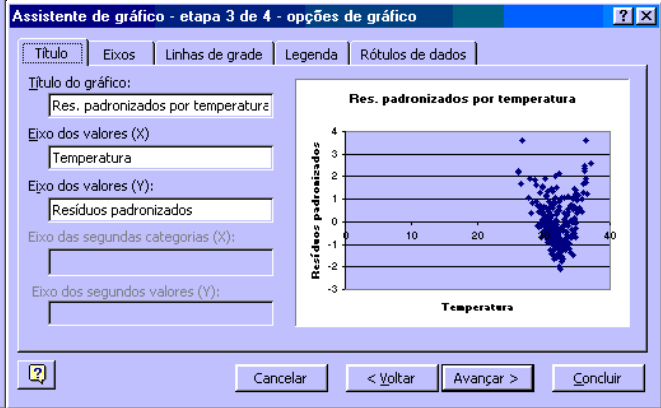 Assistente de gráfico - etapa 3 de 4 - opções de gráfico
Título
Eixos
Linhas de grade
Legenda
Rótulos de dados
Título do gráfico:
Res. padronizados por temperatura
Eixo dos valores (X)
Temperatura
Eixo dos valores (Y):
Resíduos padronizados
Eixo das segundas categorias (X):
Eixo dos segundos valores (Y):
Res. padronizados por temperatura
Resíduos padronizados
4
3
2
1
0
-1
-2
-3
0 10 20 30 40
Temperatura
Cancelar
< Voltar
Avançar >
Concluir